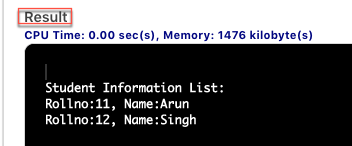 Result
CPU Time: 0.00 sec(s), Memory: 1476 kilobyte(s)
Student Information List:
Rollno:11, Name:Arun
Rollno:12, Name:Singh